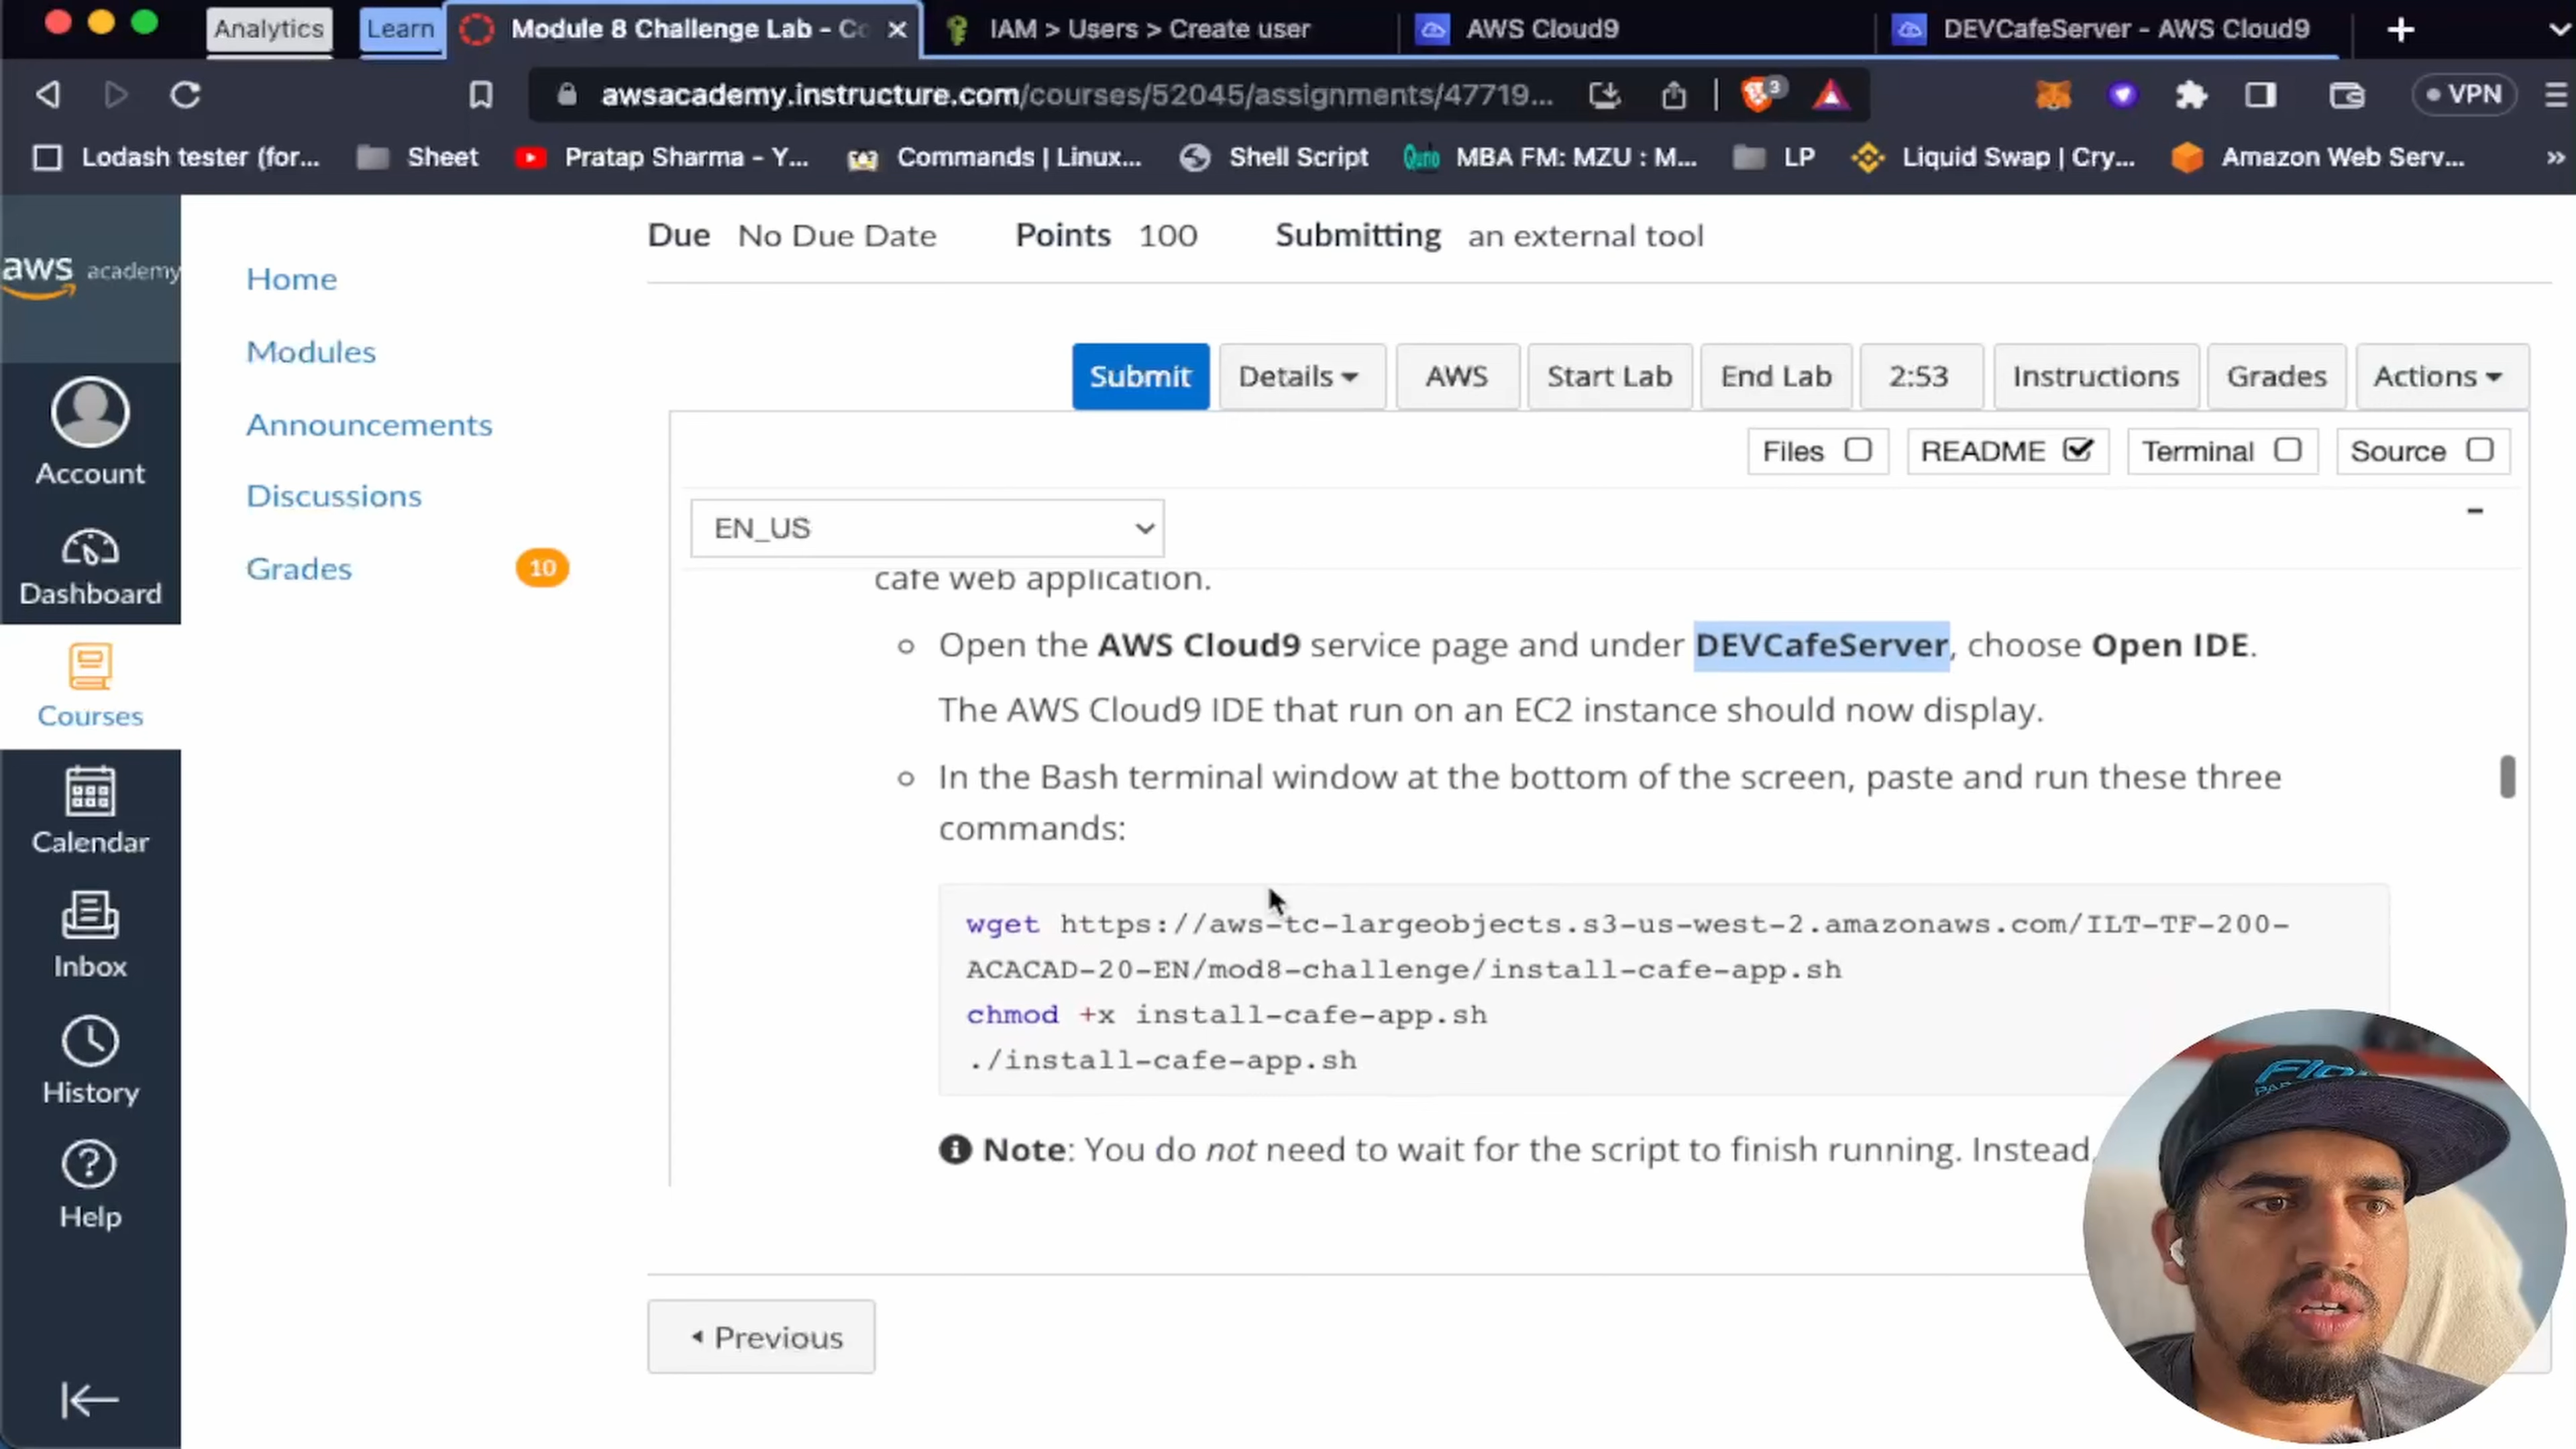 Analytics Learn Module 8 Challenge Lab - Co IAM > Users > Create user AWS Cloud9 DEVCafeServer - AWS Cloud9
awsacademy.instructure.com/courses/52045/assignments/47719... 3 VPN
Lodash tester (for... Sheet Pratap Sharma - Y... Commands | Linux... Shell Script MBA FM: MZU : M... LP Liquid Swap | Cry... Amazon Web Serv...
aws academy
Account
Dashboard
Courses
Calendar
Inbox
History
Help
Home
Modules
Announcements
Discussions
Grades 10
Due No Due Date Points 100 Submitting an external tool
Submit Details AWS Start Lab End Lab 2:53 Instructions Grades Actions
Files README Terminal Source
EN_US
cafe web application.
Open the AWS Cloud9 service page and under DEVCafeServer, choose Open IDE.
The AWS Cloud9 IDE that run on an EC2 instance should now display.
In the Bash terminal window at the bottom of the screen, paste and run these three
commands:
wget https://aws-tc-largeobjects.s3-us-west-2.amazonaws.com/ILT-TF-200-
ACACAD-20-EN/mod8-challenge/install-cafe-app.sh
chmod +x install-cafe-app.sh
./install-cafe-app.sh
Note: You do not need to wait for the script to finish running. Instead,
Previous